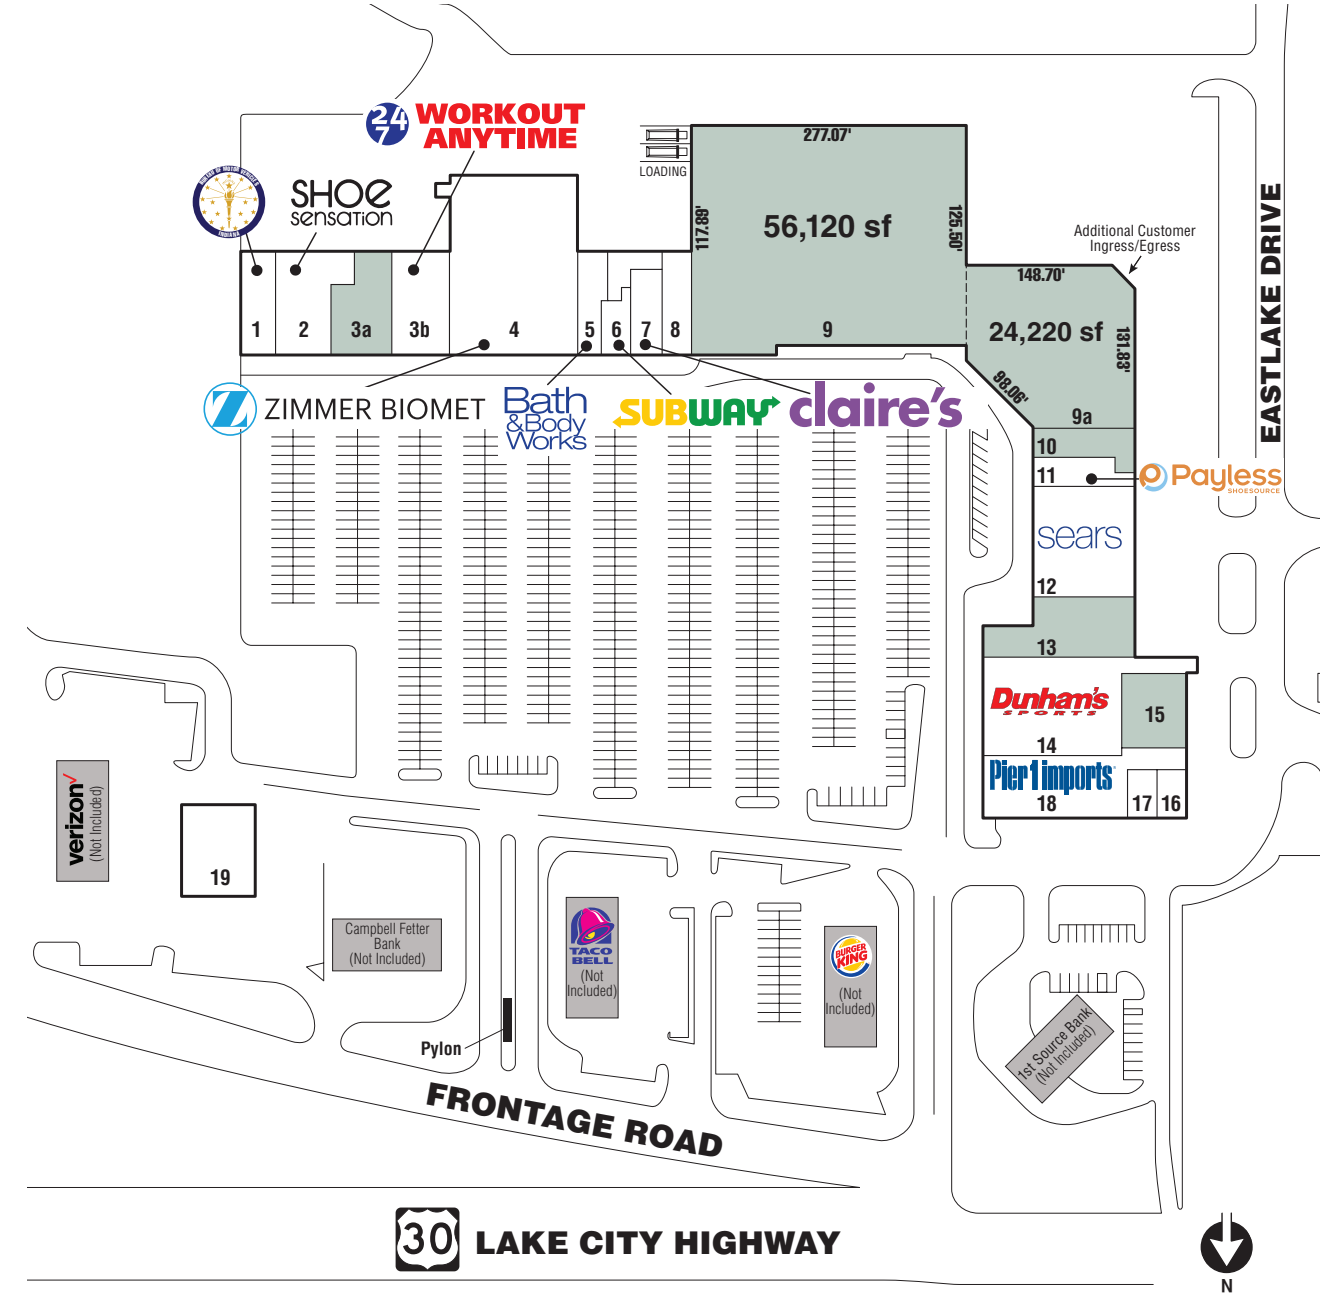 24
7
WORKOUT
ANYTIME
INDIANA
SHOE
sensation
LOADING
277.07'
117.89'
125.50'
56,120 sf
Additional Customer
Ingress/Egress
148.70'
131.83'
98.06'
24,220 sf
EASTLAKE DRIVE
1
2
3a
3b
4
5
6
7
8
9
9a
ZIMMER BIOMET
Bath
&Body
Works
SUBWAY
claire's
10
11
Payless
SHOESOURCE
sears
12
13
Dunham's
SPORTS
14
15
Pier 1 imports
18
17
16
verizon
(Not Included)
19
Campbell Fetter
Bank
(Not Included)
TACO
BELL
(Not
Included)
BURGER
KING
(Not
Included)
1st Source Bank
(Not Included)
Pylon
FRONTAGE ROAD
30
LAKE CITY HIGHWAY
N